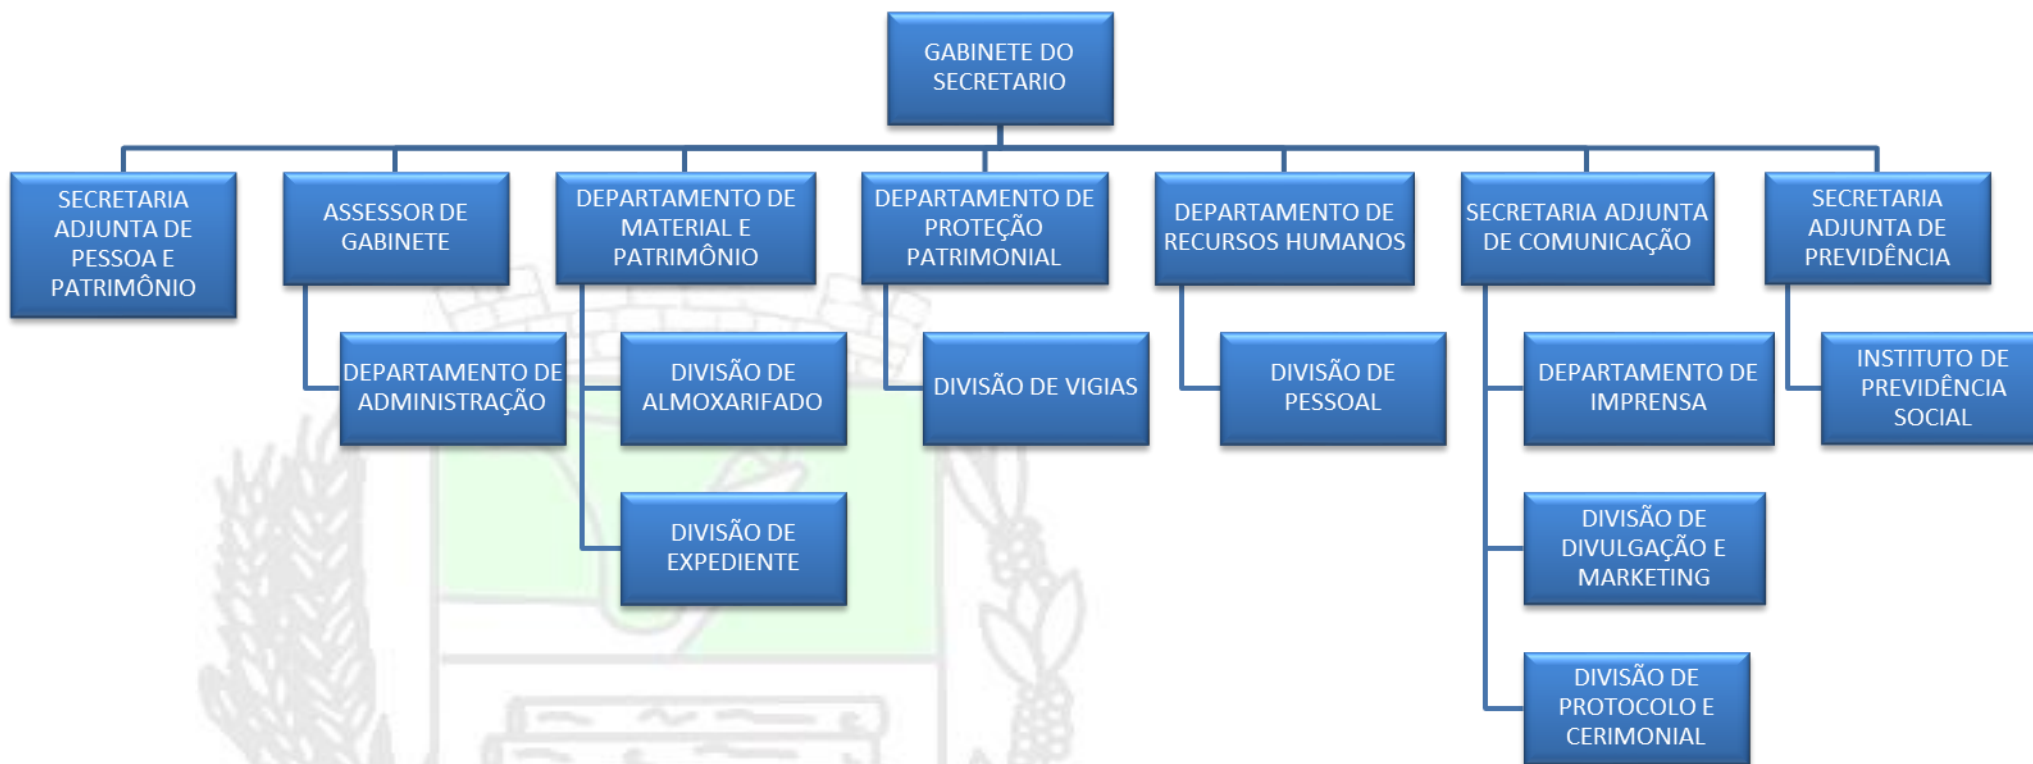 GABINETE DO
SECRETARIO
SECRETARIA
ADJUNTA DE
PESSOA E
PATRIMÔNIO
ASSESSOR DE
GABINETE
DEPARTAMENTO DE
MATERIAL E
PATRIMÔNIO
DEPARTAMENTO DE
PROTEÇÃO
PATRIMONIAL
DEPARTAMENTO DE
RECURSOS HUMANOS
SECRETARIA ADJUNTA
DE COMUNICAÇÃO
SECRETARIA
ADJUNTA DE
PREVIDÊNCIA
DEPARTAMENTO DE
ADMINISTRAÇÃO
DIVISÃO DE
ALMOXARIFADO
DIVISÃO DE VIGIAS
DIVISÃO DE
PESSOAL
DEPARTAMENTO DE
IMPRENSA
INSTITUTO DE
PREVIDÊNCIA
SOCIAL
DIVISÃO DE
EXPEDIENTE
DIVISÃO DE
DIVULGAÇÃO E
MARKETING
DIVISÃO DE
PROTOCOLO E
CERIMONIAL